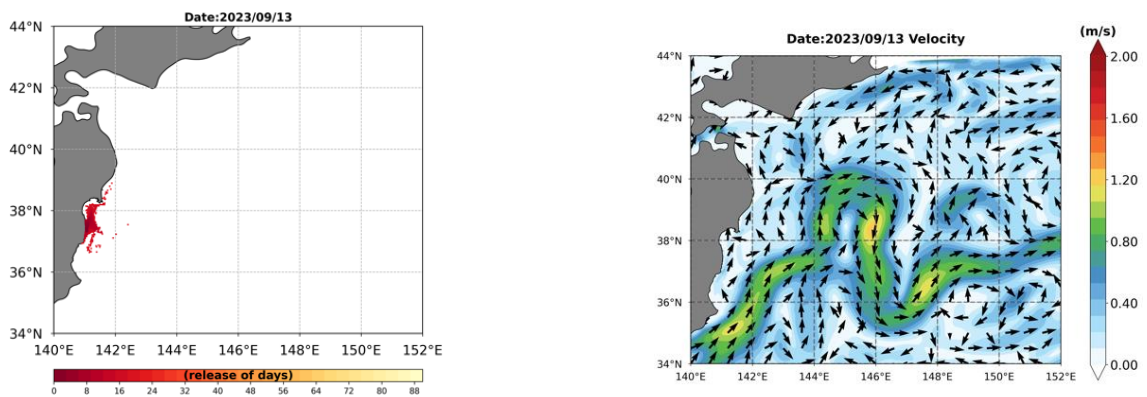 Date:2023/09/13
44°N
42°N
40°N
38°N
36°N
34°N
140°E 142°E 144°E 146°E 148°E 150°E 152°E
(release of days)
0 8 16 24 32 40 48 56 64 72 80 88
Date:2023/09/13 Velocity
44°N
42°N
40°N
38°N
36°N
34°N
140°E 142°E 144°E 146°E 148°E 150°E 152°E
(m/s)
2.00
1.60
1.20
0.80
0.40
0.00